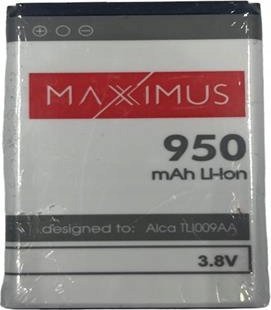 MAXXIMUS
950
mAh LI-Ion
designed to: Alca TLI009AA
3.8V